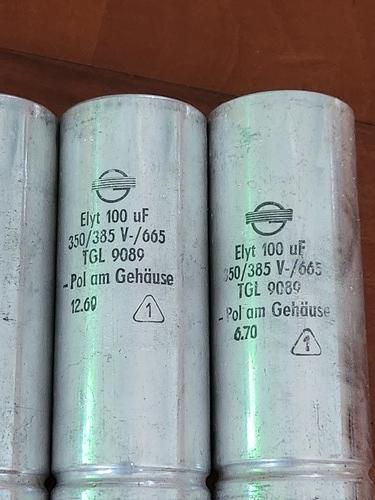 Elyt 100 uF
350/385 V-/665
TGL 9089
- Pol am Gehäuse
12.69
1
Elyt 100 uF
350/385 V-/665
TGL 9089
- Pol am Gehäuse
6.70
1